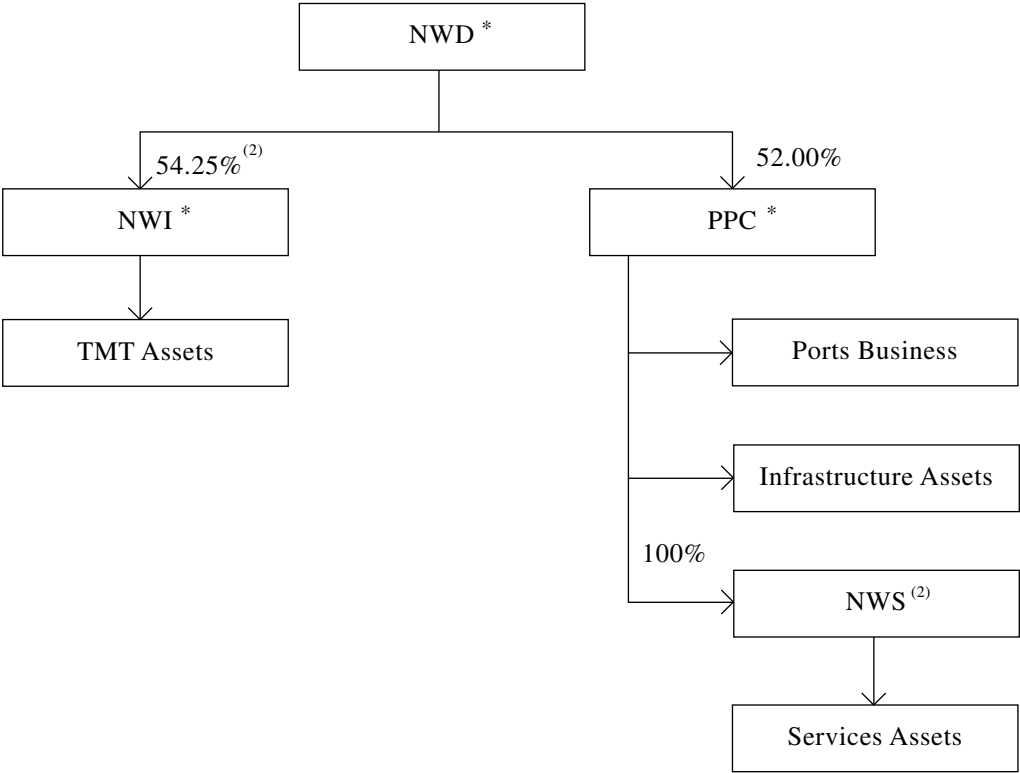 NWD *
54.25% (2)
52.00%
NWI *
PPC *
TMT Assets
Ports Business
Infrastructure Assets
100%
NWS (2)
Services Assets